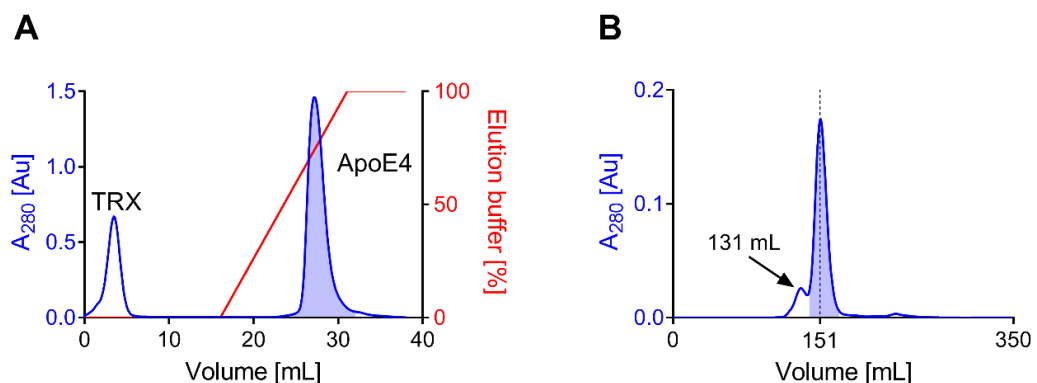 A
A280 [Au]
1.5
1.0
0.5
0.0
TRX
ApoE4
100
50
0
Elution buffer [%]
0
10
20
30
40
Volume [mL]
B
A280 [Au]
0.2
0.1
0.0
131 mL
0
151
350
Volume [mL]